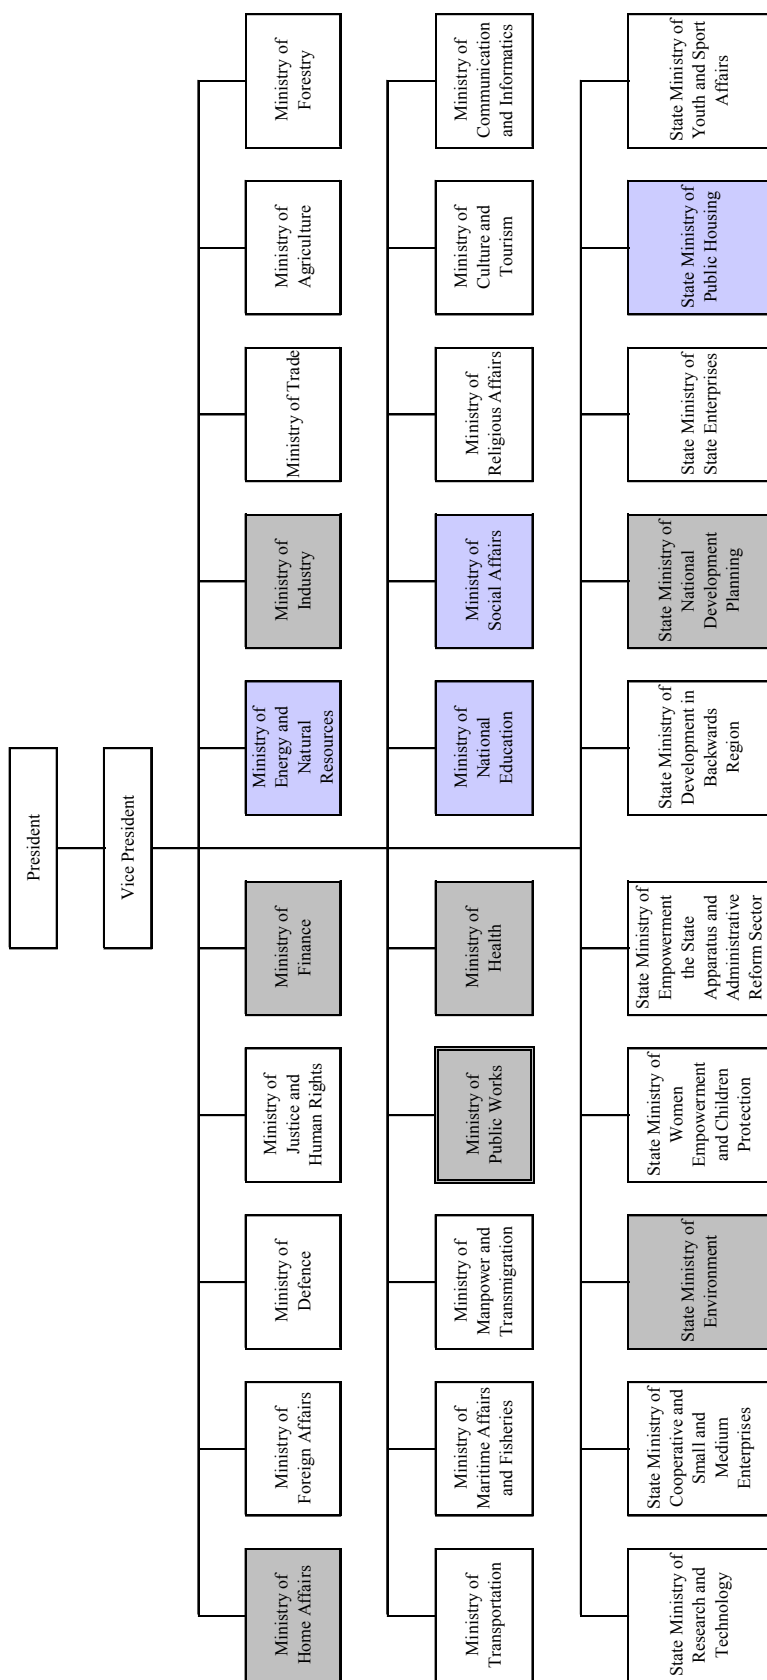 President
Vice President
Ministry of
Home Affairs
Ministry of
Foreign Affairs
Ministry of
Defence
Ministry of
Justice and
Human Rights
Ministry of
Finance
Ministry of
Energy and
Natural
Resources
Ministry of
Industry
Ministry of Trade
Ministry of
Agriculture
Ministry of
Forestry
Ministry of
Transportation
Ministry of
Maritime Affairs
and Fisheries
Ministry of
Manpower and
Transmigration
Ministry of
Public Works
Ministry of
Health
Ministry of
National
Education
Ministry of
Social Affairs
Ministry of
Religious Affairs
Ministry of
Culture and
Tourism
Ministry of
Communication
and Informatics
State Ministry of
Research and
Technology
State Ministry of
Cooperative and
Small and
Medium
Enterprises
State Ministry of
Environment
State Ministry of
Women
Empowerment
and Children
Protection
State Ministry of
Empowerment
the State
Apparatus and
Administrative
Reform Sector
State Ministry of
Development in
Backwards
Region
State Ministry of
National
Development
Planning
State Ministry of
State Enterprises
State Ministry of
Public Housing
State Ministry of
Youth and Sport
Affairs